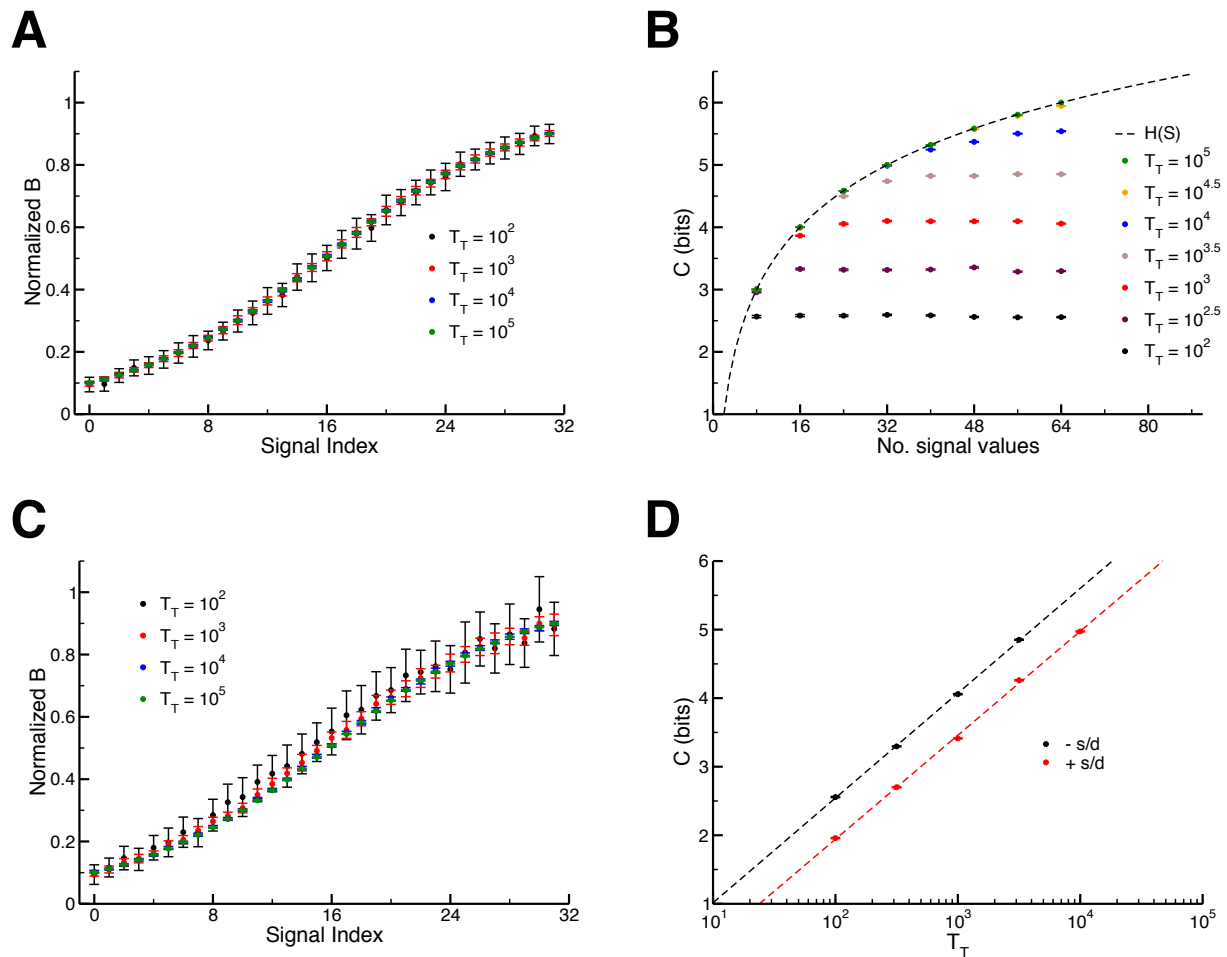 A
Normalized B
1
0.8
0.6
0.4
0.2
0
0 8 16 24 32
Signal Index
T_T = 10^2
T_T = 10^3
T_T = 10^4
T_T = 10^5
B
C (bits)
6
5
4
3
2
1
0 16 32 48 64 80
No. signal values
H(S)
T_T = 10^5
T_T = 10^4.5
T_T = 10^4
T_T = 10^3.5
T_T = 10^3
T_T = 10^2.5
T_T = 10^2
C
Normalized B
1
0.8
0.6
0.4
0.2
0
0 8 16 24 32
Signal Index
T_T = 10^2
T_T = 10^3
T_T = 10^4
T_T = 10^5
D
C (bits)
6
5
4
3
2
1
10^1 10^2 10^3 10^4 10^5
T_T
- s/d
+ s/d